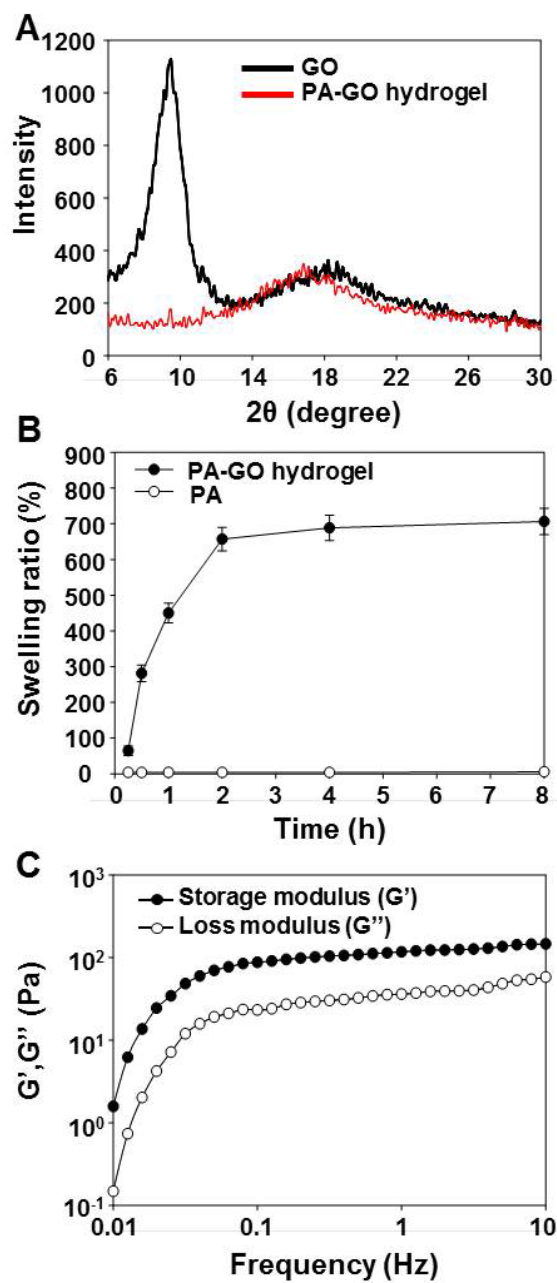 A
1200
1000
800
600
400
200
0
Intensity
GO
PA-GO hydrogel
6 10 14 18 22 26 30
2θ (degree)
B
900
800
700
600
500
400
300
200
100
0
Swelling ratio (%)
PA-GO hydrogel
PA
0 1 2 3 4 5 6 7 8
Time (h)
C
10³
10²
10¹
10⁰
10⁻¹
G',G'' (Pa)
Storage modulus (G')
Loss modulus (G'')
0.01 0.1 1 10
Frequency (Hz)